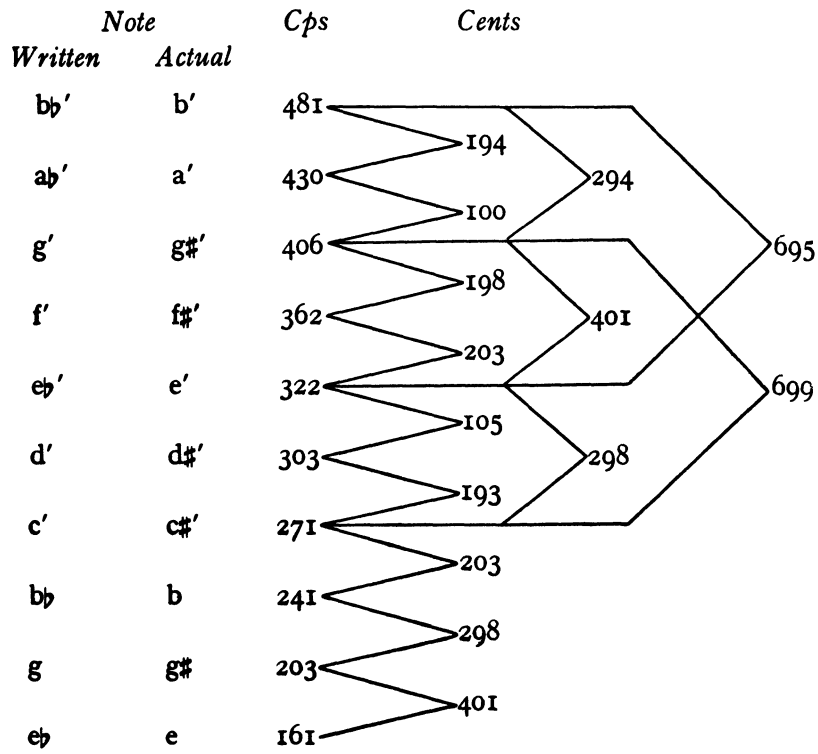 Note Cps Cents
Written Actual
b♭′ b′ 481
194
a♭′ a′ 430 294
100
g′ g♯′ 406 695
198
f′ f♯′ 362 401
203
e♭′ e′ 322 699
105
d′ d♯′ 303 298
193
c′ c♯′ 271
203
b♭ b 241
298
g g♯ 203
401
e♭ e 161